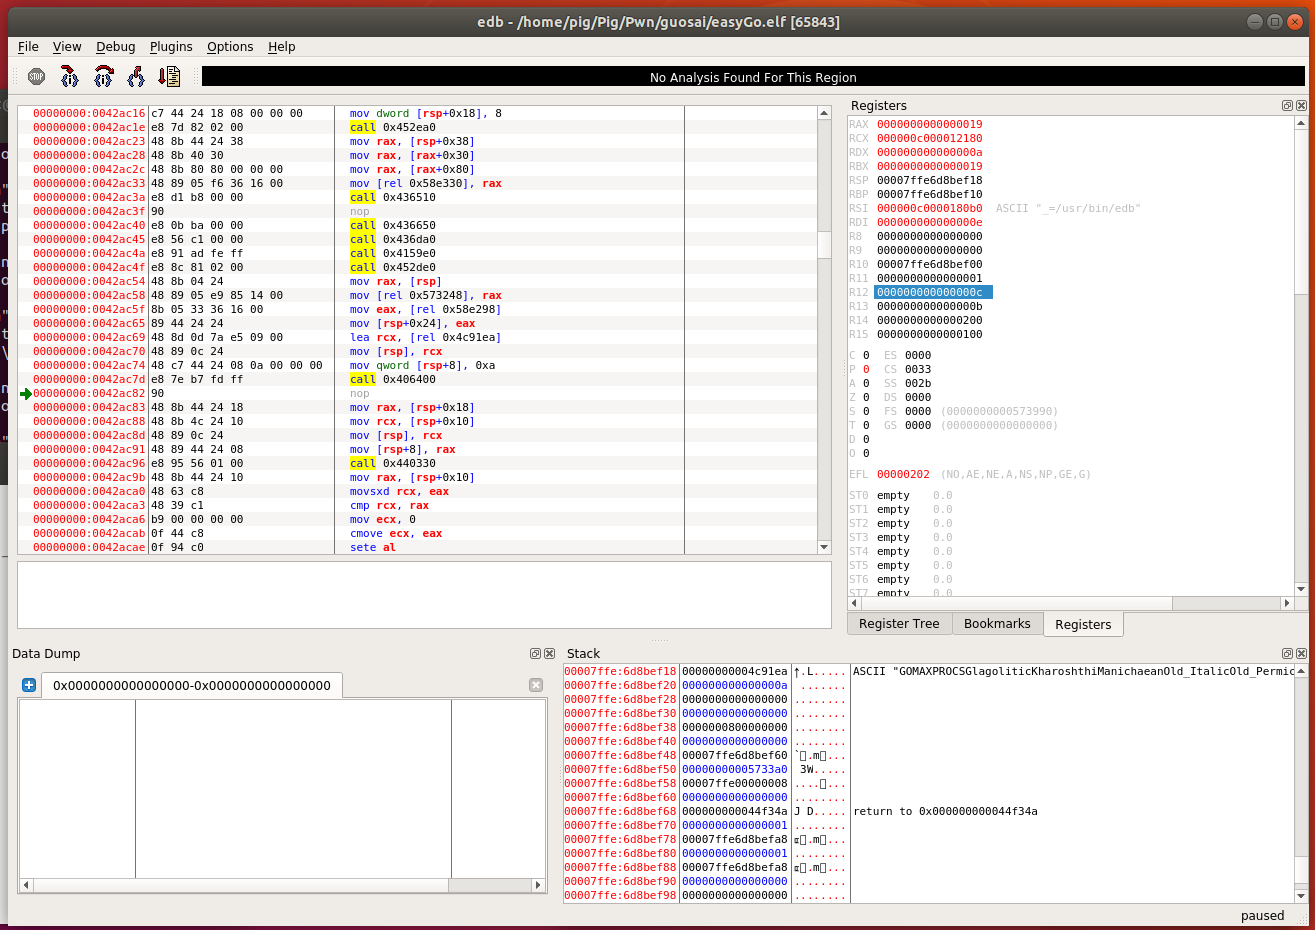 edb - /home/pig/Pig/Pwn/guosai/easyGo.elf [65843]
File View Debug Plugins Options Help
STOP
No Analysis Found For This Region
00000000:0042ac16 c7 44 24 18 08 00 00 00 mov dword [rsp+0x18], 8
00000000:0042ac1e e8 7d 82 02 00 call 0x452ea0
00000000:0042ac23 48 8b 44 24 38 mov rax, [rsp+0x38]
00000000:0042ac28 48 8b 40 30 mov rax, [rax+0x30]
00000000:0042ac2c 48 8b 80 80 00 00 00 mov rax, [rax+0x80]
00000000:0042ac33 48 89 05 f6 36 16 00 mov [rel 0x58e330], rax
00000000:0042ac3a e8 d1 b8 00 00 call 0x436510
00000000:0042ac3f 90 nop
00000000:0042ac40 e8 0b ba 00 00 call 0x436650
00000000:0042ac45 e8 56 c1 00 00 call 0x436da0
00000000:0042ac4a e8 91 ad fe ff call 0x4159e0
00000000:0042ac4f e8 8c 81 02 00 call 0x452de0
00000000:0042ac54 48 8b 04 24 mov rax, [rsp]
00000000:0042ac58 48 89 05 e9 85 14 00 mov [rel 0x573248], rax
00000000:0042ac5f 8b 05 33 36 16 00 mov eax, [rel 0x58e298]
00000000:0042ac65 89 44 24 24 mov [rsp+0x24], eax
00000000:0042ac69 48 8d 0d 7a e5 09 00 lea rcx, [rel 0x4c91ea]
00000000:0042ac70 48 89 0c 24 mov [rsp], rcx
00000000:0042ac74 48 c7 44 24 08 0a 00 00 00 mov qword [rsp+8], 0xa
00000000:0042ac7d e8 7e b7 fd ff call 0x406400
00000000:0042ac82 90 nop
00000000:0042ac83 48 8b 44 24 18 mov rax, [rsp+0x18]
00000000:0042ac88 48 8b 4c 24 10 mov rcx, [rsp+0x10]
00000000:0042ac8d 48 89 0c 24 mov [rsp], rcx
00000000:0042ac91 48 89 44 24 08 mov [rsp+8], rax
00000000:0042ac96 e8 95 56 01 00 call 0x440330
00000000:0042ac9b 48 8b 44 24 10 mov rax, [rsp+0x10]
00000000:0042aca0 48 63 c8 movsxd rcx, eax
00000000:0042aca3 48 39 c1 cmp rcx, rax
00000000:0042aca6 b9 00 00 00 00 mov ecx, 0
00000000:0042acab 0f 44 c8 cmove ecx, eax
00000000:0042acae 0f 94 c0 sete al
Registers
RAX 0000000000000019
RCX 000000c000012180
RDX 000000000000000a
RBX 0000000000000019
RSP 00007ffe6d8bef18
RBP 00007ffe6d8bef10
RSI 000000c0000180b0 ASCII "_=/usr/bin/edb"
RDI 000000000000000e
R8 0000000000000000
R9 0000000000000000
R10 00007ffe6d8bef00
R11 0000000000000001
R12 000000000000000c
R13 000000000000000b
R14 0000000000000200
R15 0000000000000100
C 0 ES 0000
P 0 CS 0033
A 0 SS 002b
Z 0 DS 0000
S 0 FS 0000 (0000000000573990)
T 0 GS 0000 (0000000000000000)
D 0
O 0
EFL 00000202 (NO,AE,NE,A,NS,NP,GE,G)
ST0 empty 0.0
ST1 empty 0.0
ST2 empty 0.0
ST3 empty 0.0
ST4 empty 0.0
ST5 empty 0.0
ST6 empty 0.0
ST7 empty 0.0
Register Tree Bookmarks Registers
Data Dump
0x0000000000000000-0x0000000000000000
Stack
00007ffe:6d8bef18 00000000004c91ea ↑.L..... ASCII "GOMAXPROCSGlagoliticKharoshthiManichaeanOld_ItalicOld_Permic
00007ffe:6d8bef20 000000000000000a .......
00007ffe:6d8bef28 0000000000000000 ........
00007ffe:6d8bef30 0000000000000000 ........
00007ffe:6d8bef38 0000000800000000 ........
00007ffe:6d8bef40 0000000000000000 ........
00007ffe:6d8bef48 00007ffe6d8bef60 `▯.m▯...
00007ffe:6d8bef50 00000000005733a0 3W.....
00007ffe:6d8bef58 00007ffe00000008 ....▯...
00007ffe:6d8bef60 0000000000000000 ........
00007ffe:6d8bef68 000000000044f34a J D..... return to 0x000000000044f34a
00007ffe:6d8bef70 0000000000000001 ........
00007ffe:6d8bef78 00007ffe6d8befa8 .m▯...
00007ffe:6d8bef80 0000000000000001 ........
00007ffe:6d8bef88 00007ffe6d8befa8 .m▯...
00007ffe:6d8bef90 0000000000000000 ........
00007ffe:6d8bef98 0000000000000000 ........
paused